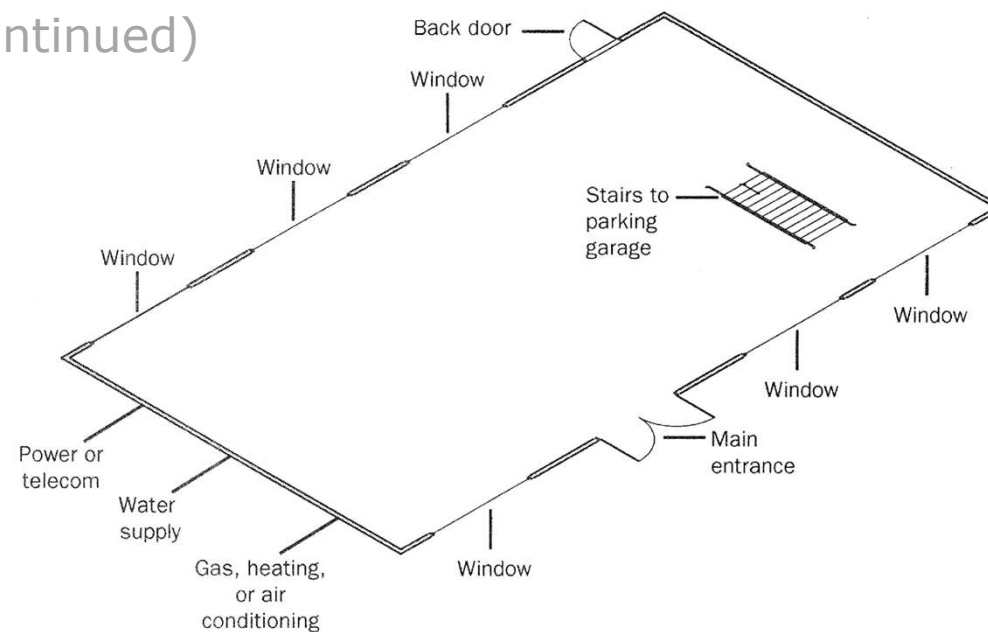 ntinued)
Back door
Window
Window
Window
Stairs to
parking
garage
Window
Window
Main
entrance
Power or
telecom
Water
supply
Gas, heating,
or air
conditioning
Window